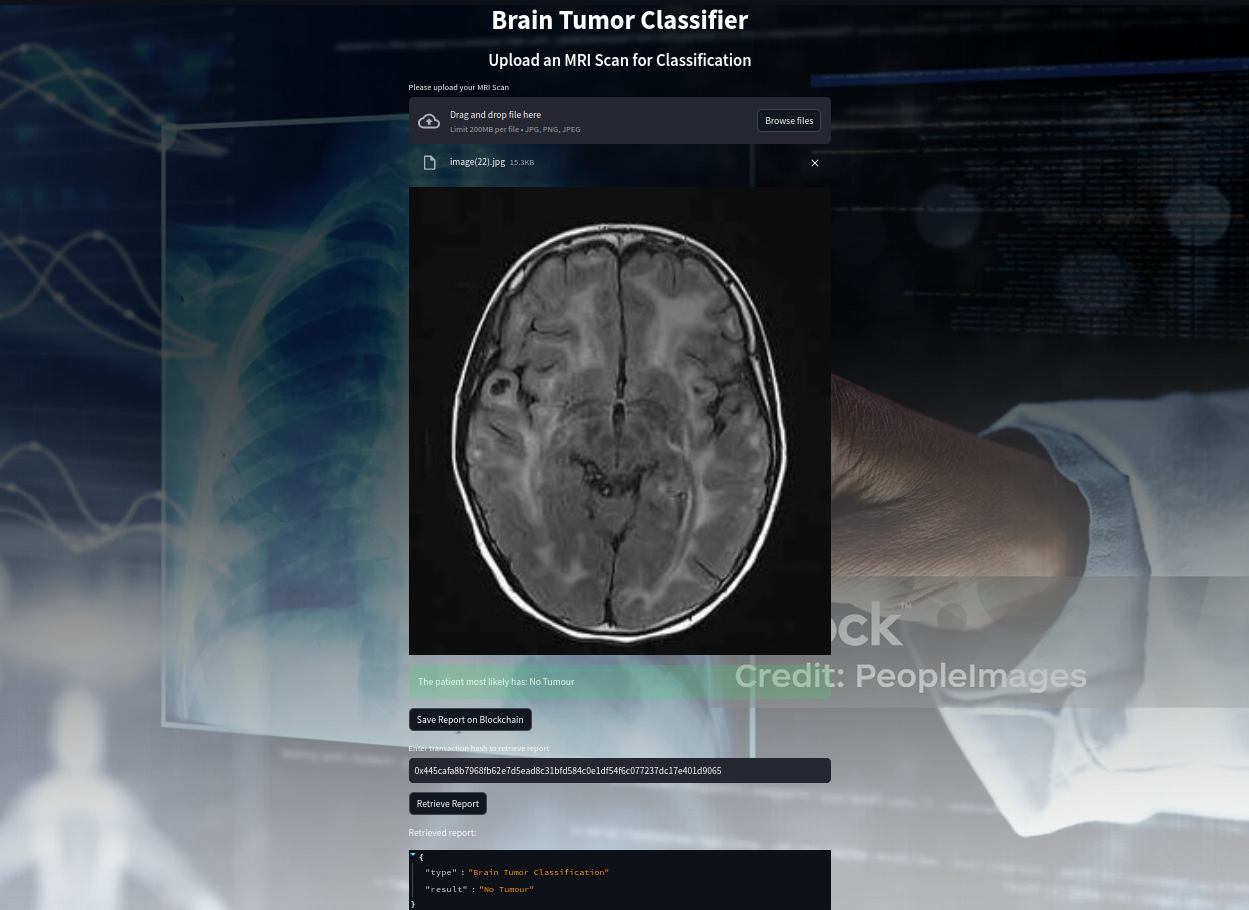 Brain Tumor Classifier
Upload an MRI Scan for Classification
Please upload your MRI Scan
Drag and drop file here
Limit 200MB per file • JPG, PNG, JPEG
Browse files
image(22).jpg 15.3KB
ock™
Credit: PeopleImages
The patient most likely has: No Tumour
Save Report on Blockchain
Enter transaction hash to retrieve report
0x445cafa8b7968fb62e7d5ead8c31bfd584c0e1df54f6c077237dc17e401d9065
Retrieve Report
Retrieved report:
{
"type" : "Brain Tumor Classification"
"result" : "No Tumour"
}